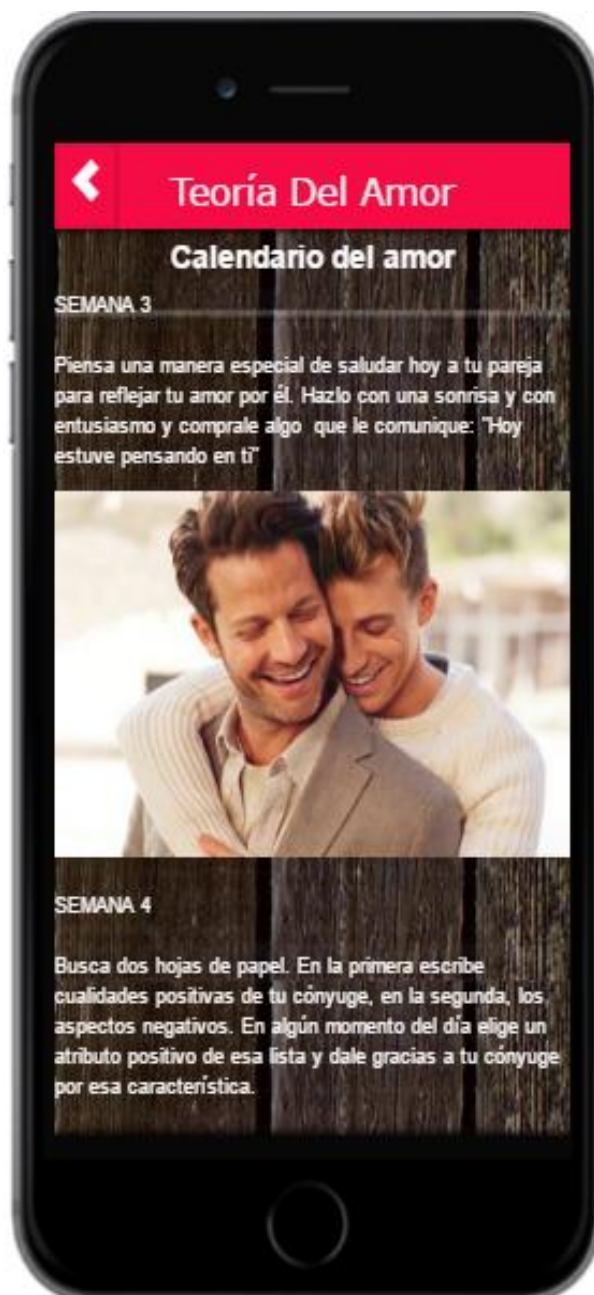 Teoría Del Amor
Calendario del amor
SEMANA 3
Piensa una manera especial de saludar hoy a tu pareja
para reflejar tu amor por él. Hazlo con una sonrisa y con
entusiasmo y comprale algo  que le comunique: "Hoy
estuve pensando en ti"
SEMANA 4
Busca dos hojas de papel. En la primera escribe
cualidades positivas de tu cónyuge, en la segunda, los
aspectos negativos. En algún momento del día elige un
atributo positivo de esa lista y dale gracias a tu cónyuge
por esa característica.